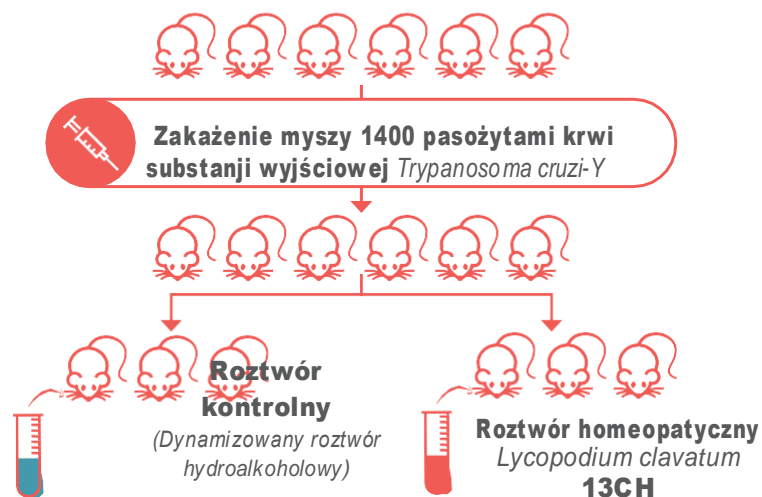 Zakażenie myszy 1400 pasożytami krwi
substanji wyjściowej Trypanosoma cruzi-Y
Roztwór
kontrolny
(Dynamizowany roztwór
hydroalkoholowy)
Roztwór homeopatyczny
Lycopodium clavatum
13CH